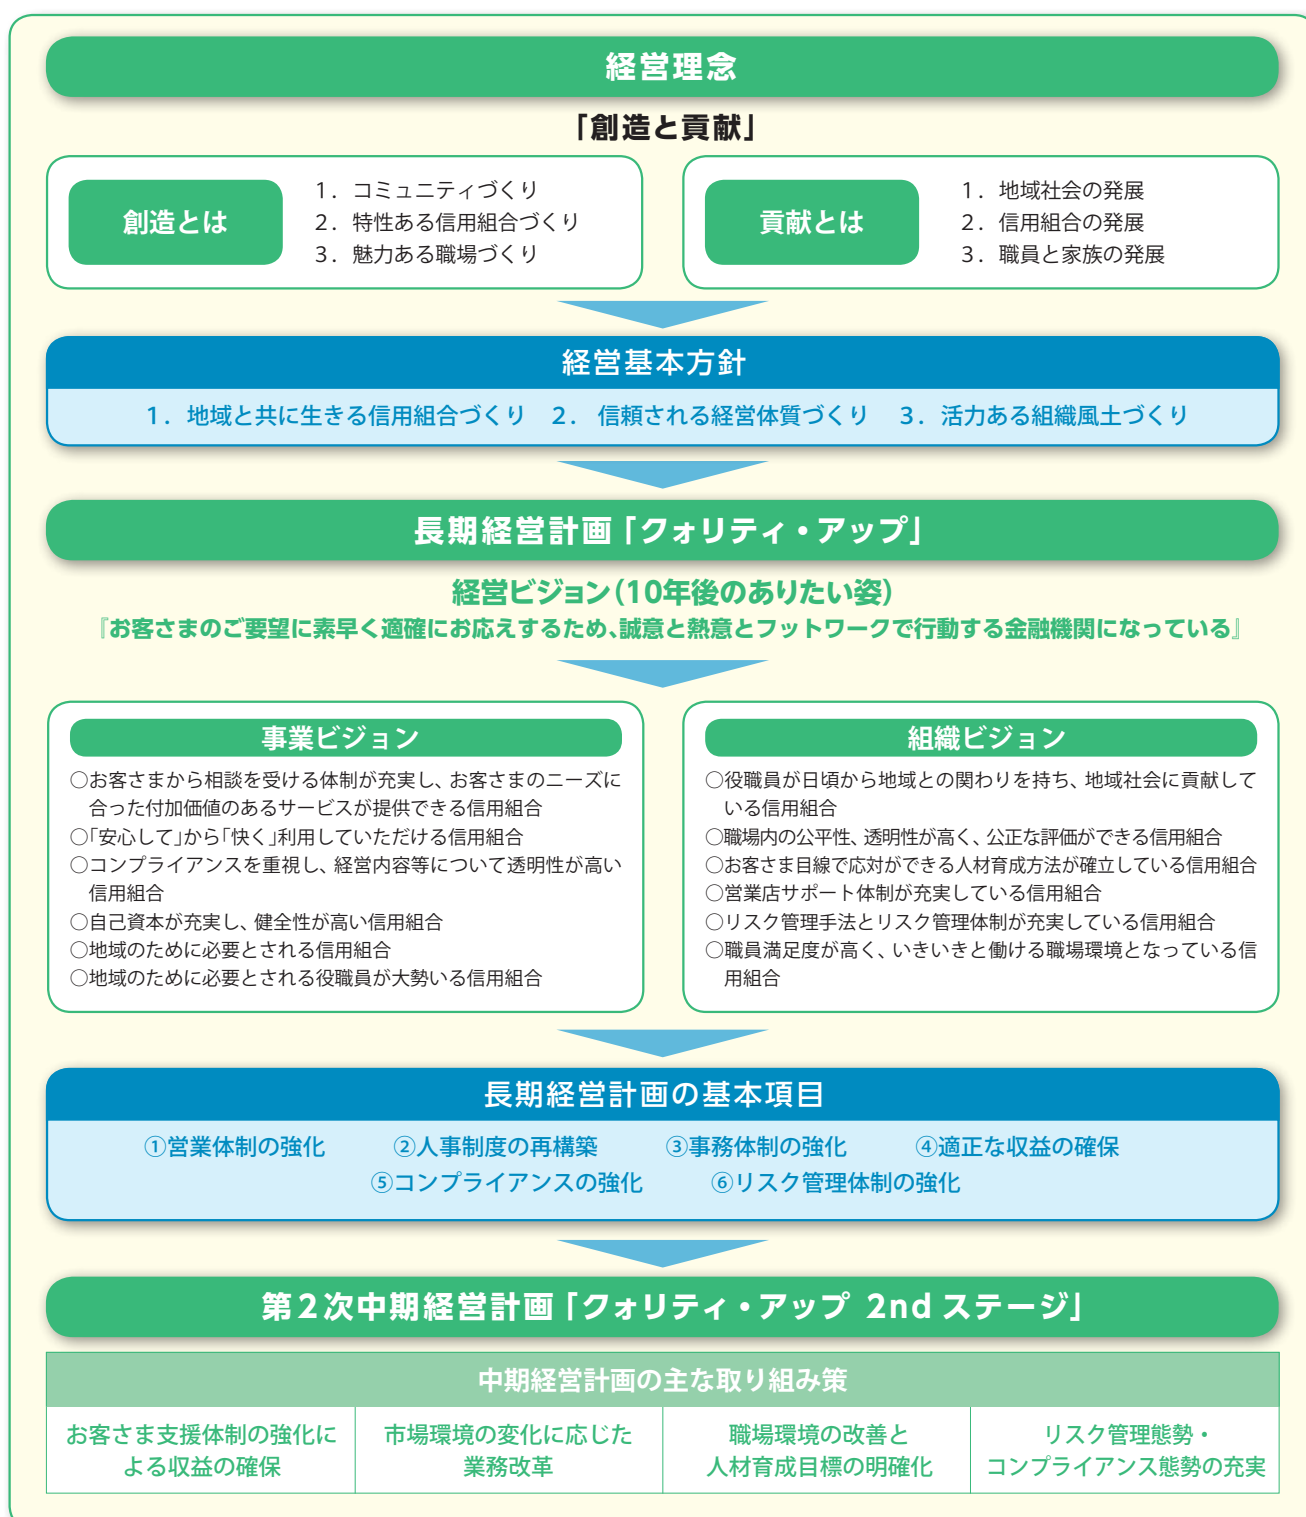 経営理念
「創造と貢献」
創造とは
1．コミュニティづくり
2．特性ある信用組合づくり
3．魅力ある職場づくり
貢献とは
1．地域社会の発展
2．信用組合の発展
3．職員と家族の発展
経営基本方針
1．地域と共に生きる信用組合づくり　2．信頼される経営体質づくり　3．活力ある組織風土づくり
長期経営計画「クォリティ・アップ」
経営ビジョン（10年後のありたい姿）
『お客さまのご要望に素早く適確にお応えするため、誠意と熱意とフットワークで行動する金融機関になっている』
事業ビジョン
○お客さまから相談を受ける体制が充実し、お客さまのニーズに
合った付加価値のあるサービスが提供できる信用組合
○「安心して」から「快く」利用していただける信用組合
○コンプライアンスを重視し、経営内容等について透明性が高い
信用組合
○自己資本が充実し、健全性が高い信用組合
○地域のために必要とされる信用組合
○地域のために必要とされる役職員が大勢いる信用組合
組織ビジョン
○役職員が日頃から地域との関わりを持ち、地域社会に貢献して
いる信用組合
○職場内の公平性、透明性が高く、公正な評価ができる信用組合
○お客さま目線で応対ができる人材育成方法が確立している信用組合
○営業店サポート体制が充実している信用組合
○リスク管理手法とリスク管理体制が充実している信用組合
○職員満足度が高く、いきいきと働ける職場環境となっている信
用組合
長期経営計画の基本項目
①営業体制の強化　②人事制度の再構築　③事務体制の強化　④適正な収益の確保
⑤コンプライアンスの強化　⑥リスク管理体制の強化
第2次中期経営計画「クォリティ・アップ 2nd ステージ」
中期経営計画の主な取り組み策
お客さま支援体制の強化に
よる収益の確保
市場環境の変化に応じた
業務改革
職場環境の改善と
人材育成目標の明確化
リスク管理態勢・
コンプライアンス態勢の充実